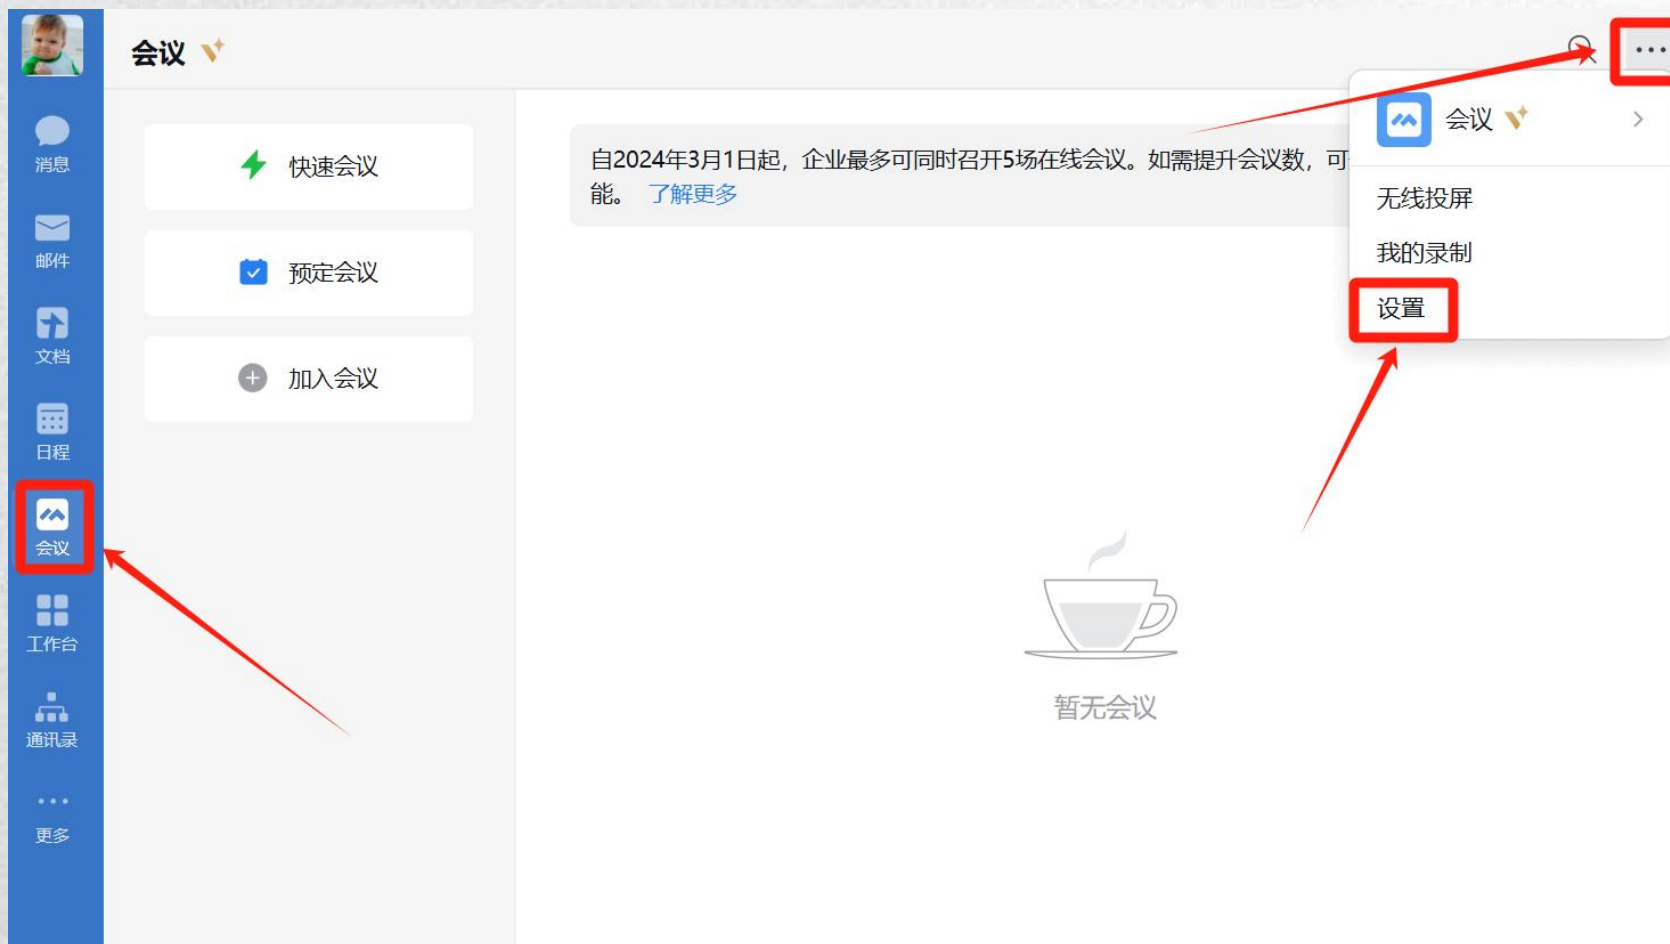 会议
消息
邮件
文档
日程
会议
工作台
通讯录
更多
快速会议
预定会议
加入会议
自2024年3月1日起，企业最多可同时召开5场在线会议。如需提升会议数，可
能。 了解更多
暂无会议
会议
无线投屏
我的录制
设置